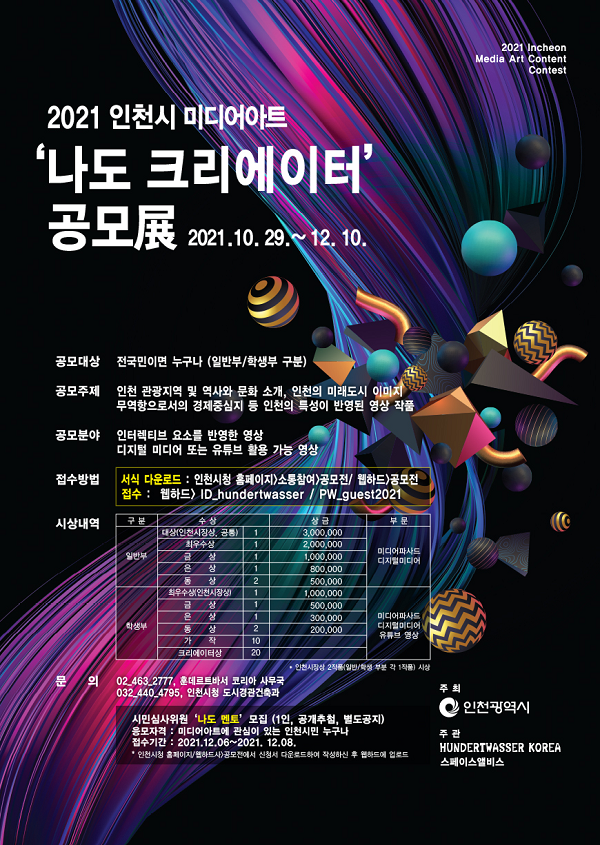 2021 Incheon
Media Art Content
Contest
2021 인천시 미디어아트
‘나도 크리에이터’
공모展 2021.10. 29.~ 12. 10.
공모대상 전국민이면 누구나 (일반부/학생부 구분)
공모주제 인천 관광지역 및 역사와 문화 소개, 인천의 미래도시 이미지
무역항으로서의 경제중심지 등 인천의 특성이 반영된 영상 작품
공모분야 인터렉티브 요소를 반영한 영상
디지털 미디어 또는 유튜브 활용 가능 영상
접수방법 서식 다운로드 : 인천시청 홈페이지>소통참여>공모전/ 웹하드>공모전
접수 : 웹하드> ID_hundertwasser / PW_guest2021
시상내역
구 분 수 상 상 금 부 문
일반부 대상(인천시장상, 공통) 1 3,000,000 미디어파사드 디지털미디어
최우수상 1 2,000,000
금 상 1 1,000,000
은 상 1 800,000
동 상 2 500,000
학생부 최우수상(인천시장상) 1 1,000,000 미디어파사드 디지털미디어 유튜브 영상
금 상 1 500,000
은 상 1 300,000
동 상 2 200,000
가 작 10
크리에이터상 20
* 인천시장상 2작품(일반/학생 부문 각 1작품) 시상
문 의 02_463_2777, 훈데르트바서 코리아 사무국
032_440_4795, 인천시청 도시경관건축과
시민심사위원 ‘나도 멘토’ 모집 (1인, 공개추첨, 별도공지)
응모자격 : 미디어아트에 관심이 있는 인천시민 누구나
접수기간 : 2021.12.06~2021. 12.08.
* 인천시청 홈페이지/웹하드사>공모전에서 신청서 다운로드하여 작성하신 후 웹하드에 업로드
주 최
인천광역시
주 관
HUNDERTWASSER KOREA
스페이스앨비스